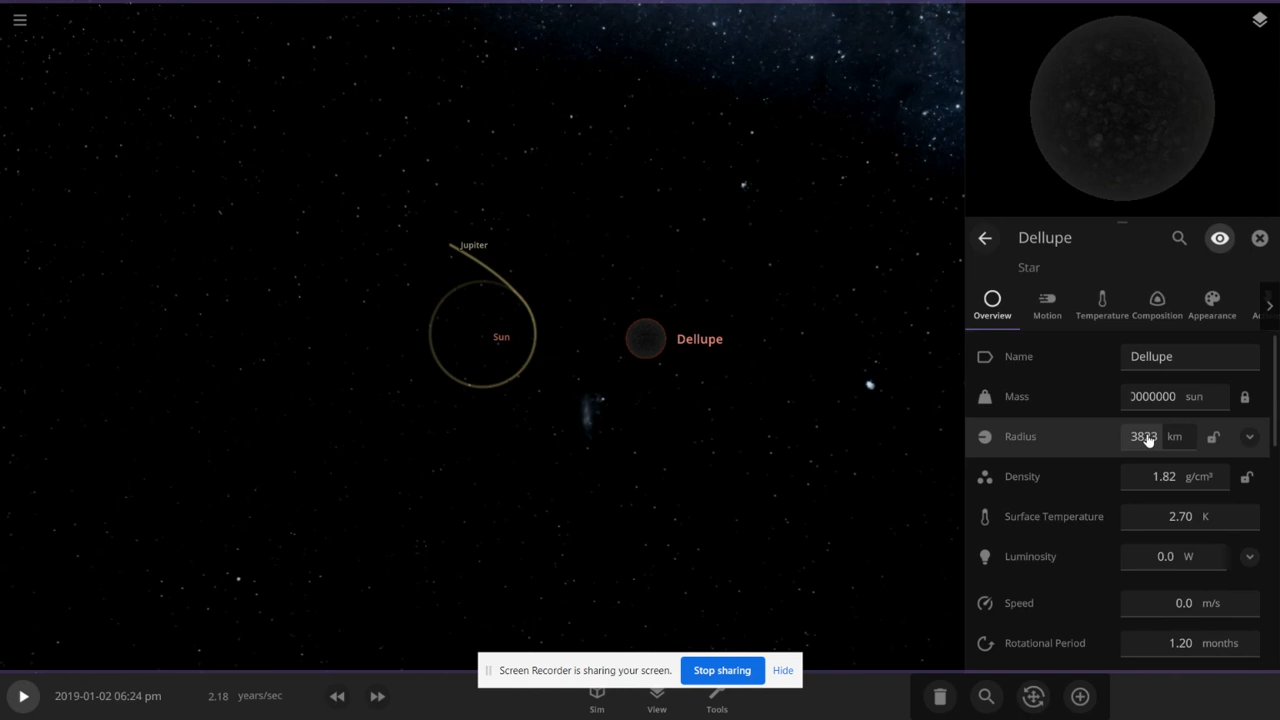 Jupiter
Sun
Dellupe
Dellupe
Star
Overview
Motion
Temperature
Composition
Appearance
Name
Dellupe
Mass
0000000 sun
Radius
3833 km
Density
1.82 g/cm³
Surface Temperature
2.70 K
Luminosity
0.0 W
Speed
0.0 m/s
Rotational Period
1.20 months
Screen Recorder is sharing your screen.
Stop sharing
Hide
2019-01-02 06:24 pm
2.18 years/sec
Sim
View
Tools